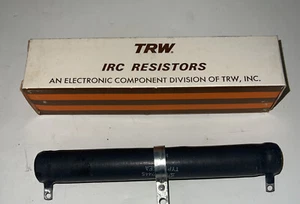 TRW
IRC RESISTORS
AN ELECTRONIC COMPONENT DIVISION OF TRW, INC.